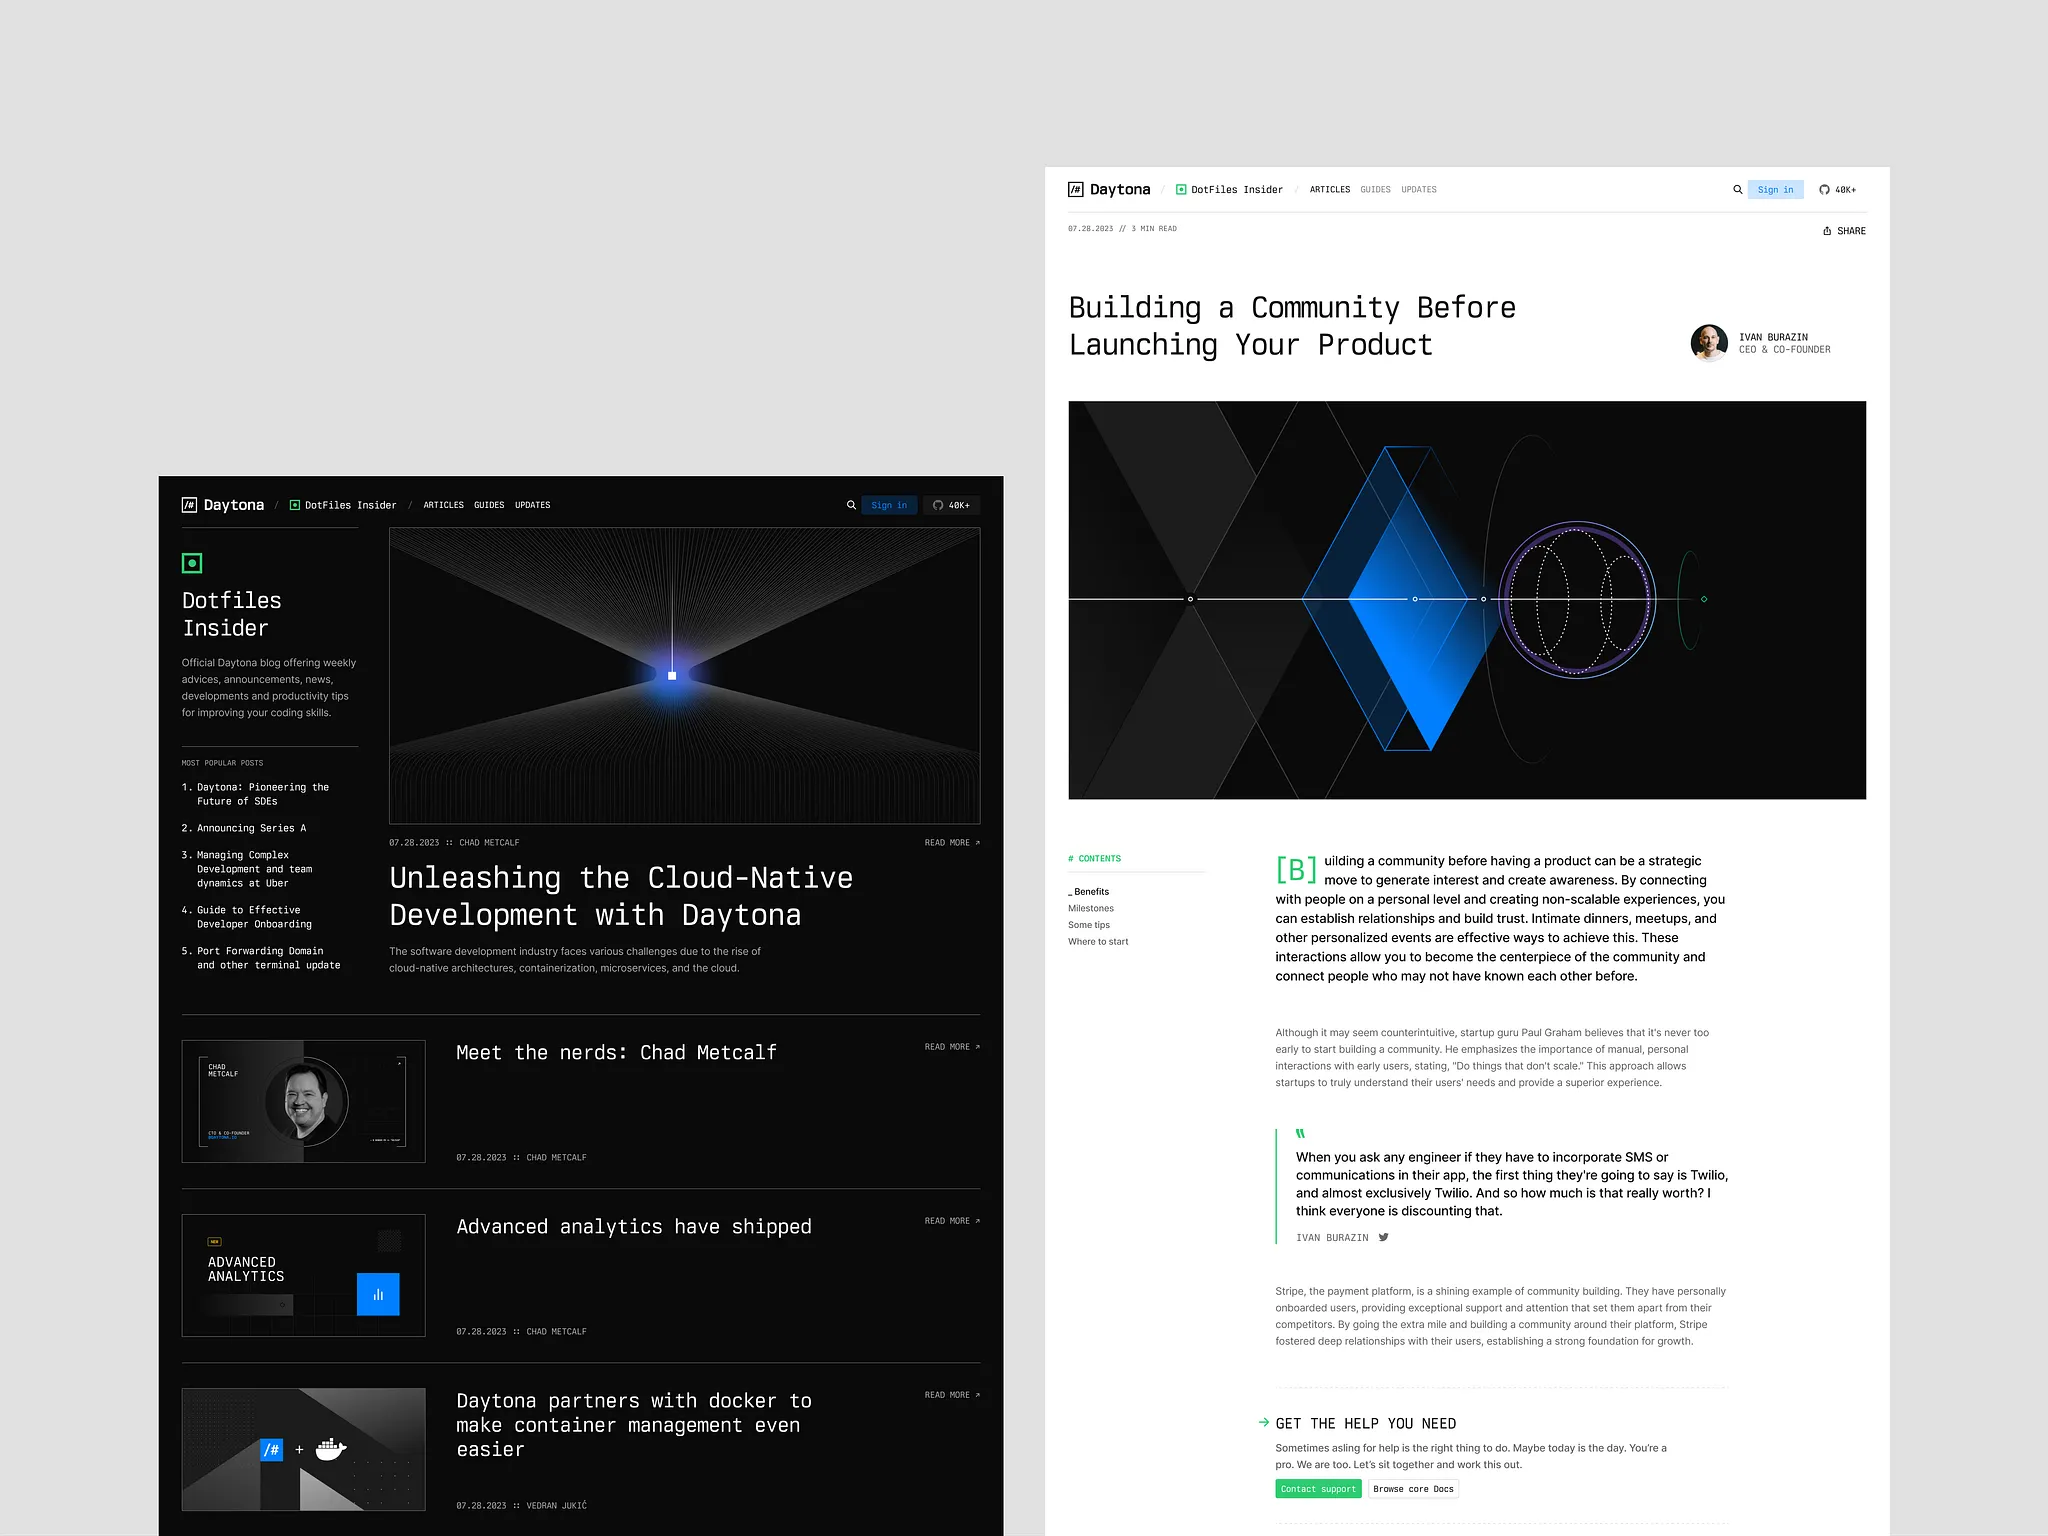 /# Daytona / DotFiles Insider / ARTICLES GUIDES UPDATES
Sign in 40K+
Dotfiles
Insider
Official Daytona blog offering weekly
advices, announcements, news,
developments and productivity tips
for improving your coding skills.
MOST POPULAR POSTS
1. Daytona: Pioneering the
Future of SDEs
2. Announcing Series A
3. Managing Complex
Development and team
dynamics at Uber
4. Guide to Effective
Developer Onboarding
5. Port Forwarding Domain
and other terminal update
07.28.2023 :: CHAD METCALF
READ MORE ↗
Unleashing the Cloud-Native
Development with Daytona
The software development industry faces various challenges due to the rise of
cloud-native architectures, containerization, microservices, and the cloud.
CHAD
METCALF
CTO & CO-FOUNDER
@DAYTONA.IO
Meet the nerds: Chad Metcalf
READ MORE ↗
07.28.2023 :: CHAD METCALF
NEW
ADVANCED
ANALYTICS
Advanced analytics have shipped
READ MORE ↗
07.28.2023 :: CHAD METCALF
/# +
Daytona partners with docker to
make container management even
easier
READ MORE ↗
07.28.2023 :: VEDRAN JUKIĆ
/# Daytona / DotFiles Insider / ARTICLES GUIDES UPDATES
Sign in 40K+
07.28.2023 // 3 MIN READ
SHARE
Building a Community Before
Launching Your Product
IVAN BURAZIN
CEO & CO-FOUNDER
# CONTENTS
_ Benefits
Milestones
Some tips
Where to start
[B] uilding a community before having a product can be a strategic
move to generate interest and create awareness. By connecting
with people on a personal level and creating non-scalable experiences, you
can establish relationships and build trust. Intimate dinners, meetups, and
other personalized events are effective ways to achieve this. These
interactions allow you to become the centerpiece of the community and
connect people who may not have known each other before.
Although it may seem counterintuitive, startup guru Paul Graham believes that it's never too
early to start building a community. He emphasizes the importance of manual, personal
interactions with early users, stating, "Do things that don't scale." This approach allows
startups to truly understand their users' needs and provide a superior experience.
"
When you ask any engineer if they have to incorporate SMS or
communications in their app, the first thing they're going to say is Twilio,
and almost exclusively Twilio. And so how much is that really worth? I
think everyone is discounting that.
IVAN BURAZIN
Stripe, the payment platform, is a shining example of community building. They have personally
onboarded users, providing exceptional support and attention that set them apart from their
competitors. By going the extra mile and building a community around their platform, Stripe
fostered deep relationships with their users, establishing a strong foundation for growth.
→ GET THE HELP YOU NEED
Sometimes asling for help is the right thing to do. Maybe today is the day. You're a
pro. We are too. Let's sit together and work this out.
Contact support
Browse core Docs